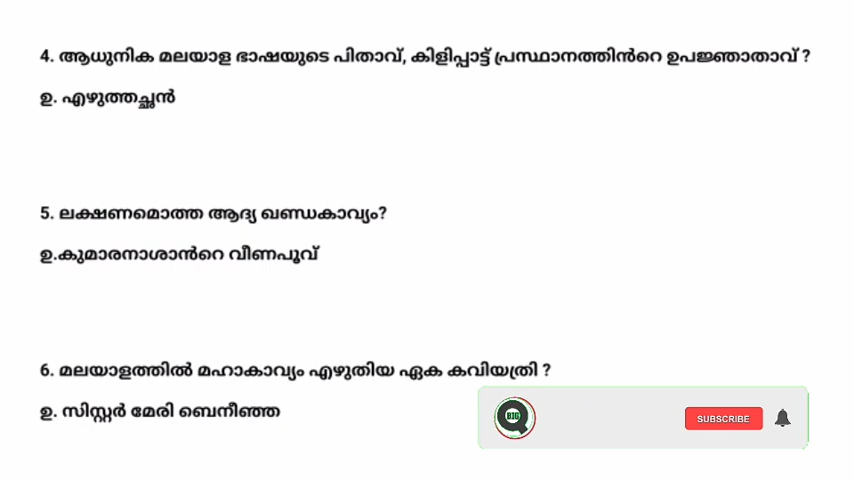 4. ആധുനിക മലയാള ഭാഷയുടെ പിതാവ്, കിളിപ്പാട്ട് പ്രസ്ഥാനത്തിൻറെ ഉപജ്ഞാതാവ് ?
ഉ. എഴുത്തച്ഛൻ
5. ലക്ഷണമൊത്ത ആദ്യ ഖണ്ഡകാവ്യം?
ഉ.കുമാരനാശാൻറെ വീണപൂവ്
6. മലയാളത്തിൽ മഹാകാവ്യം എഴുതിയ ഏക കവിയത്രി ?
ഉ. സിസ്റ്റർ മേരി ബെനീഞ്ഞ
BIG
SUBSCRIBE